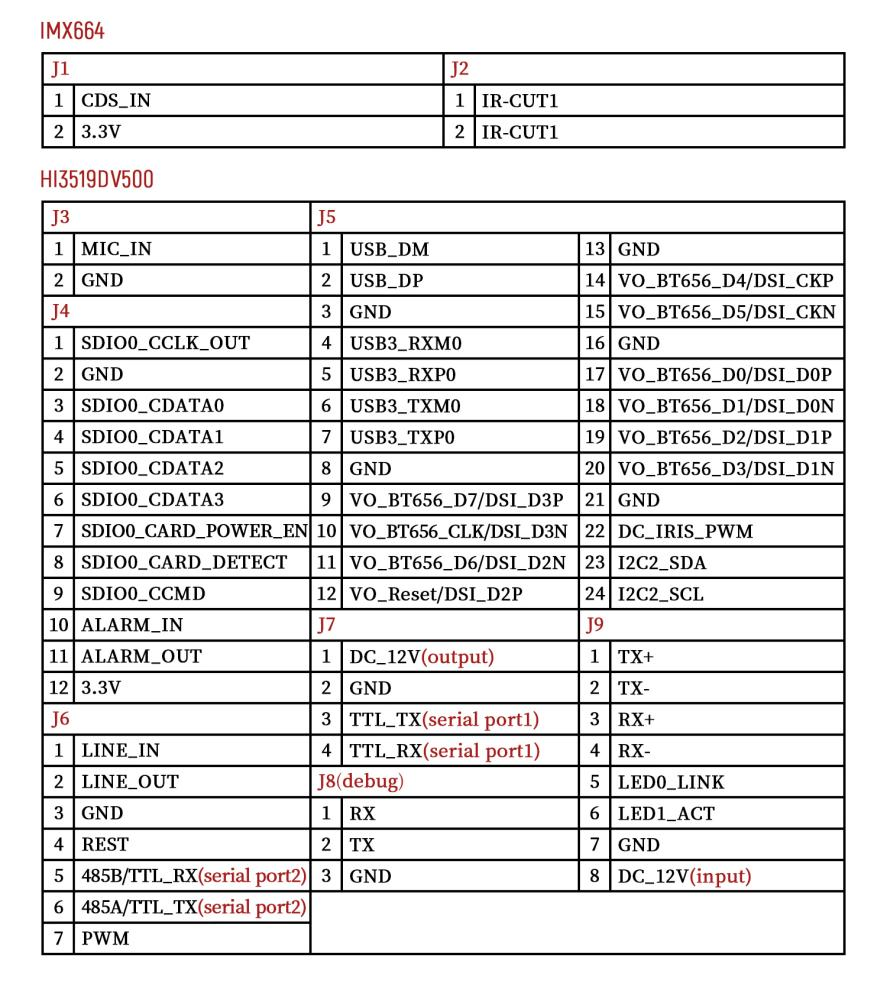 IMX664
J1 J2
1 CDS_IN 1 IR-CUT1
2 3.3V 2 IR-CUT1
HI3519DV500
J3 J5
1 MIC_IN 1 USB_DM 13 GND
2 GND 2 USB_DP 14 VO_BT656_D4/DSI_CKP
J4 3 GND 15 VO_BT656_D5/DSI_CKN
1 SDIO0_CCLK_OUT 4 USB3_RXM0 16 GND
2 GND 5 USB3_RXP0 17 VO_BT656_D0/DSI_D0P
3 SDIO0_CDATA0 6 USB3_TXM0 18 VO_BT656_D1/DSI_D0N
4 SDIO0_CDATA1 7 USB3_TXP0 19 VO_BT656_D2/DSI_D1P
5 SDIO0_CDATA2 8 GND 20 VO_BT656_D3/DSI_D1N
6 SDIO0_CDATA3 9 VO_BT656_D7/DSI_D3P 21 GND
7 SDIO0_CARD_POWER_EN 10 VO_BT656_CLK/DSI_D3N 22 DC_IRIS_PWM
8 SDIO0_CARD_DETECT 11 VO_BT656_D6/DSI_D2N 23 I2C2_SDA
9 SDIO0_CCMD 12 VO_Reset/DSI_D2P 24 I2C2_SCL
10 ALARM_IN J7 J9
11 ALARM_OUT 1 DC_12V(output) 1 TX+
12 3.3V 2 GND 2 TX-
J6 3 TTL_TX(serial port1) 3 RX+
1 LINE_IN 4 TTL_RX(serial port1) 4 RX-
2 LINE_OUT J8(debug) 5 LED0_LINK
3 GND 1 RX 6 LED1_ACT
4 REST 2 TX 7 GND
5 485B/TTL_RX(serial port2) 3 GND 8 DC_12V(input)
6 485A/TTL_TX(serial port2)
7 PWM